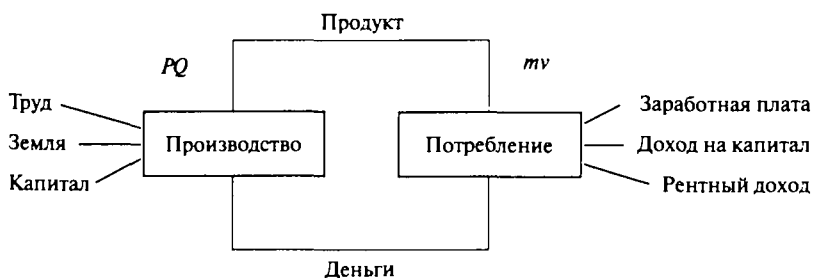 Продукт
PQ
mv
Труд
Земля
Капитал
Производство
Потребление
Заработная плата
Доход на капитал
Рентный доход
Деньги